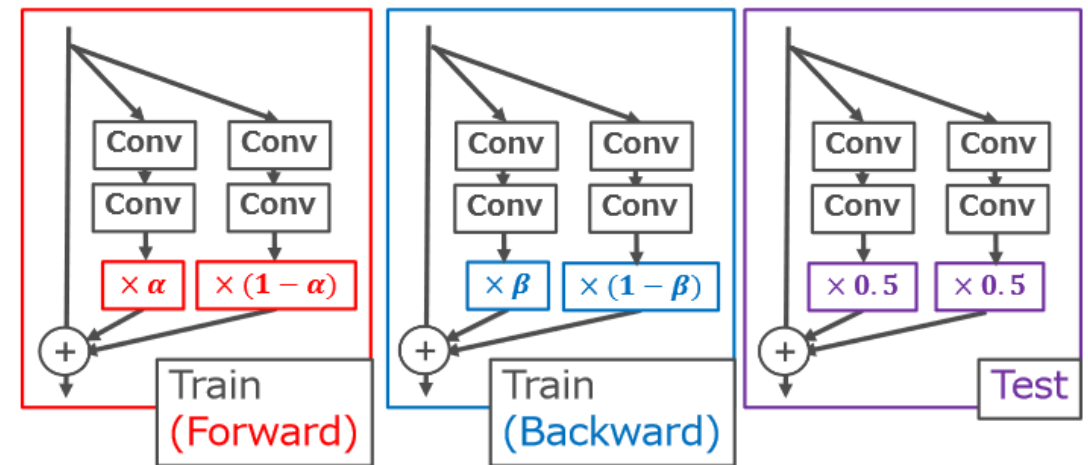 Conv Conv
Conv Conv
× α × (1 − α)
+
Train
(Forward)
Conv Conv
Conv Conv
× β × (1 − β)
+
Train
(Backward)
Conv Conv
Conv Conv
× 0.5 × 0.5
+
Test